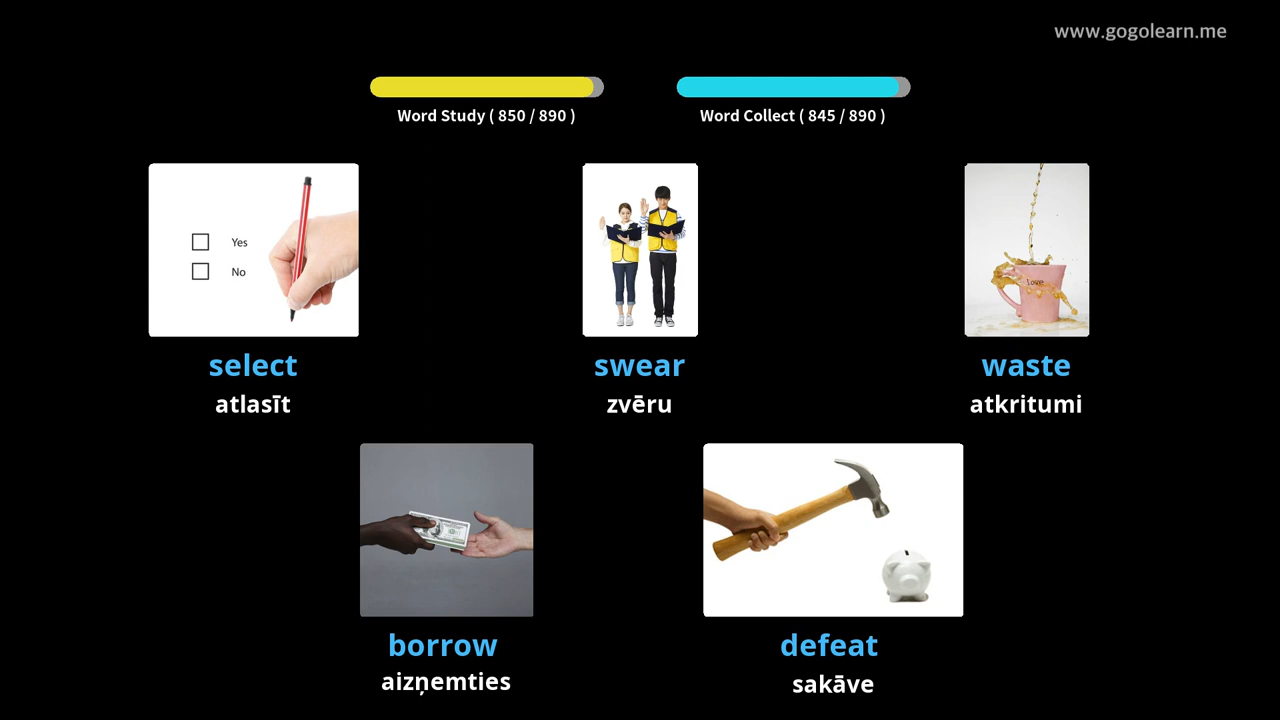 www.gogolearn.me
Word Study ( 850 / 890 )
Word Collect ( 845 / 890 )
Yes
No
Love
select
atlasīt
swear
zvēru
waste
atkritumi
borrow
aizņemties
defeat
sakāve